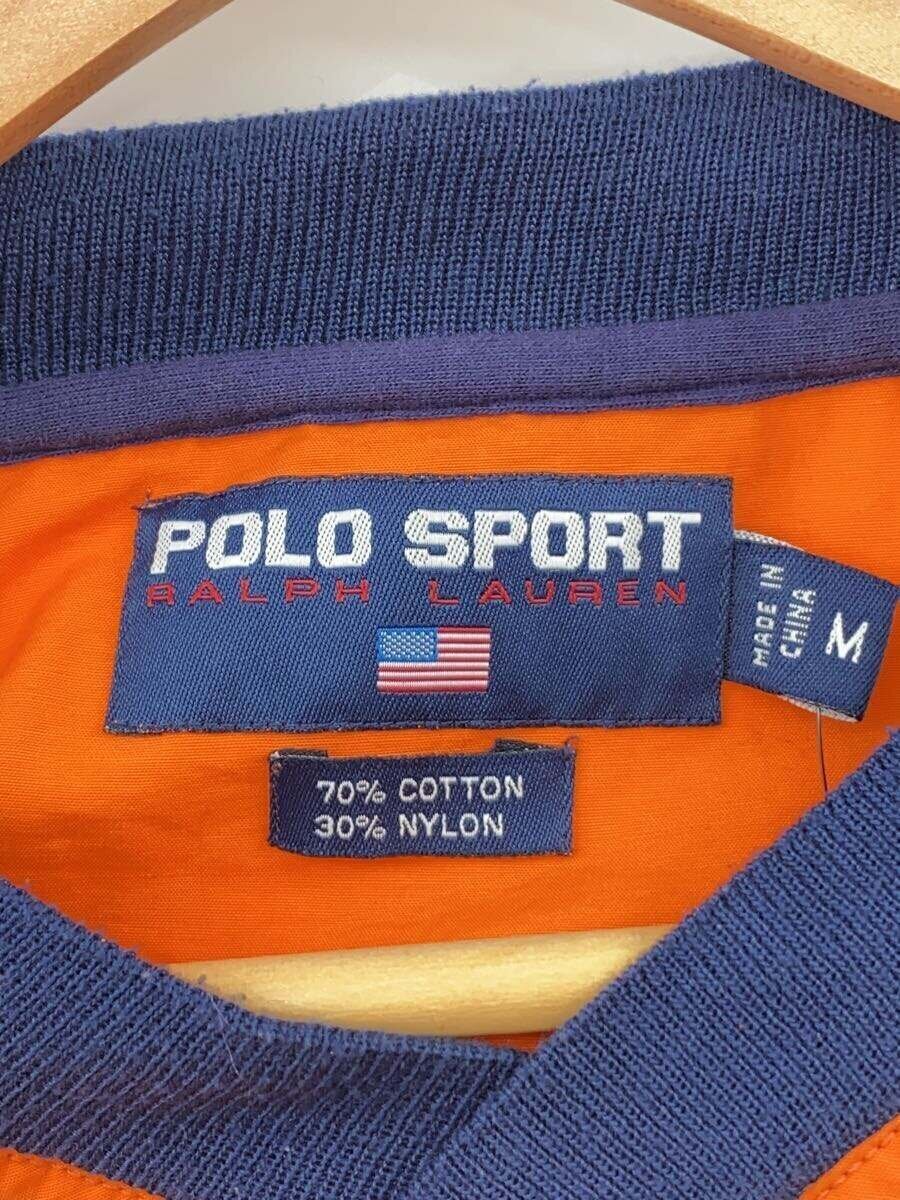 POLO SPORT
RALPH LAUREN
MADE IN
CHINA
M
70% COTTON
30% NYLON